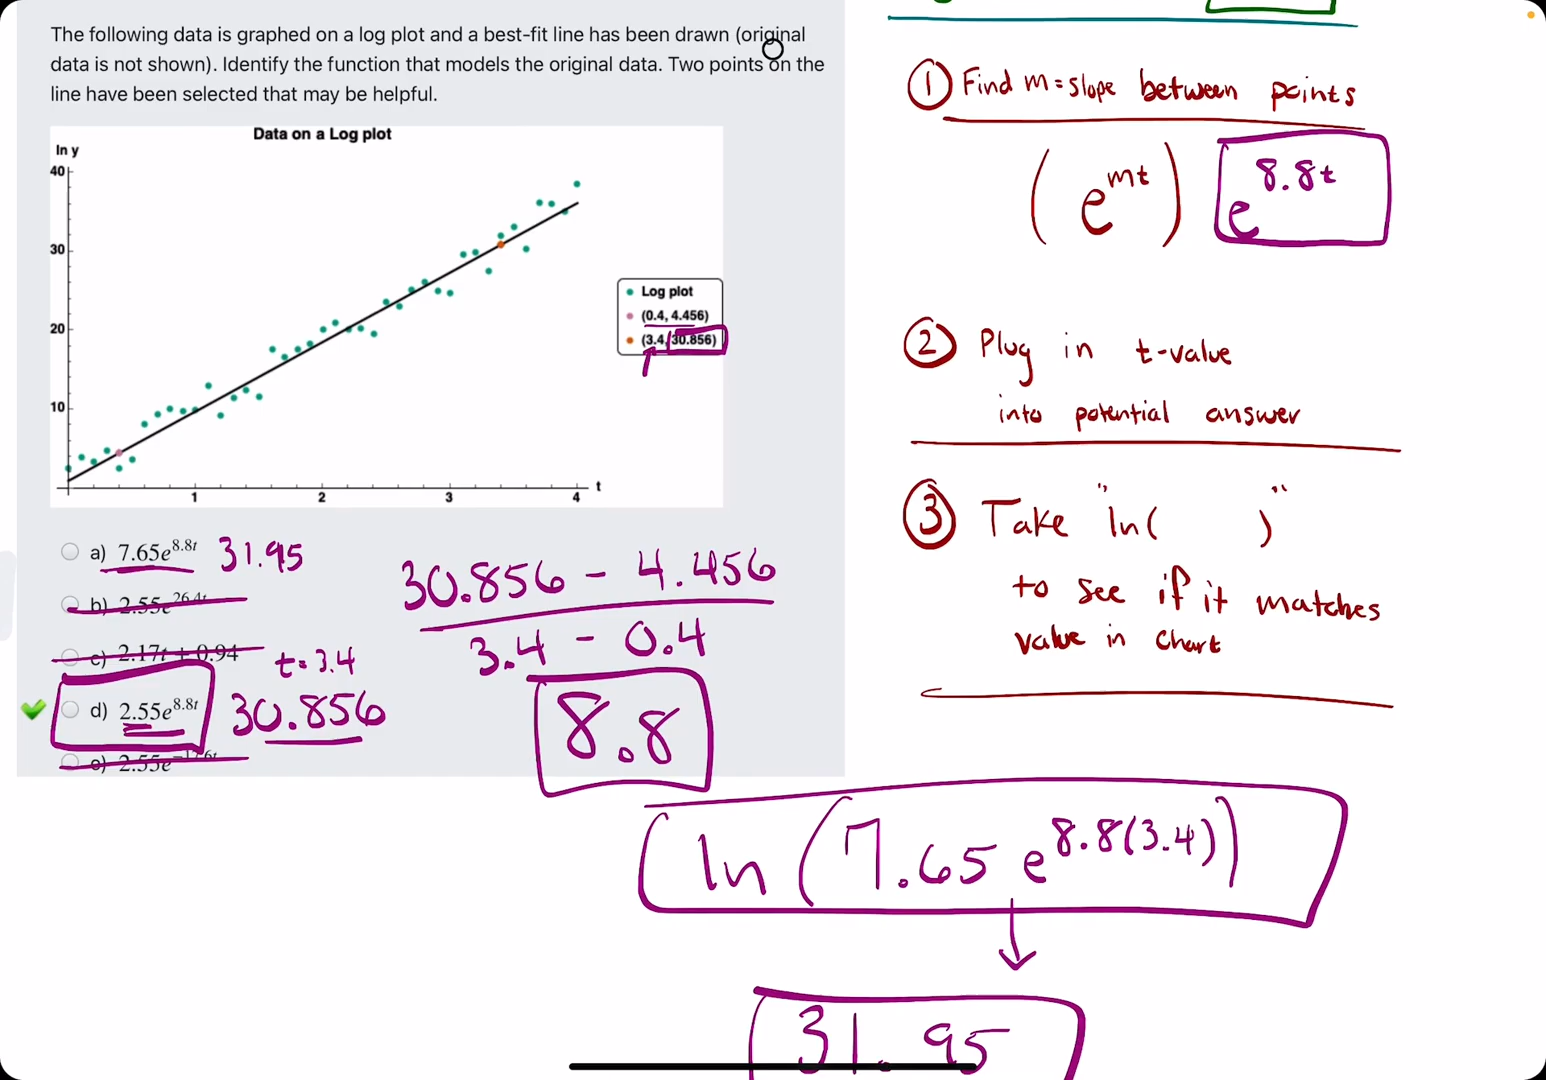 The following data is graphed on a log plot and a best-fit line has been drawn (original
data is not shown). Identify the function that models the original data. Two points on the
line have been selected that may be helpful.
Data on a Log plot
ln y
40
30
20
10
1
2
3
4
t
Log plot
(0.4, 4.456)
(3.4, 30.856)
a) 7.65e^8.8t 31.95
b) 2.55e^26.4t
c) 2.17t + 0.94
t = 3.4
d) 2.55e^8.8t 30.856
30.856 - 4.456
3.4 - 0.4
8.8
① Find m = slope between points
(e^mt) e^8.8t
② Plug in t-value
into potential answer
③ Take "ln( )"
to see if it matches
value in chart
ln(7.65 e^8.8(3.4))
31.95